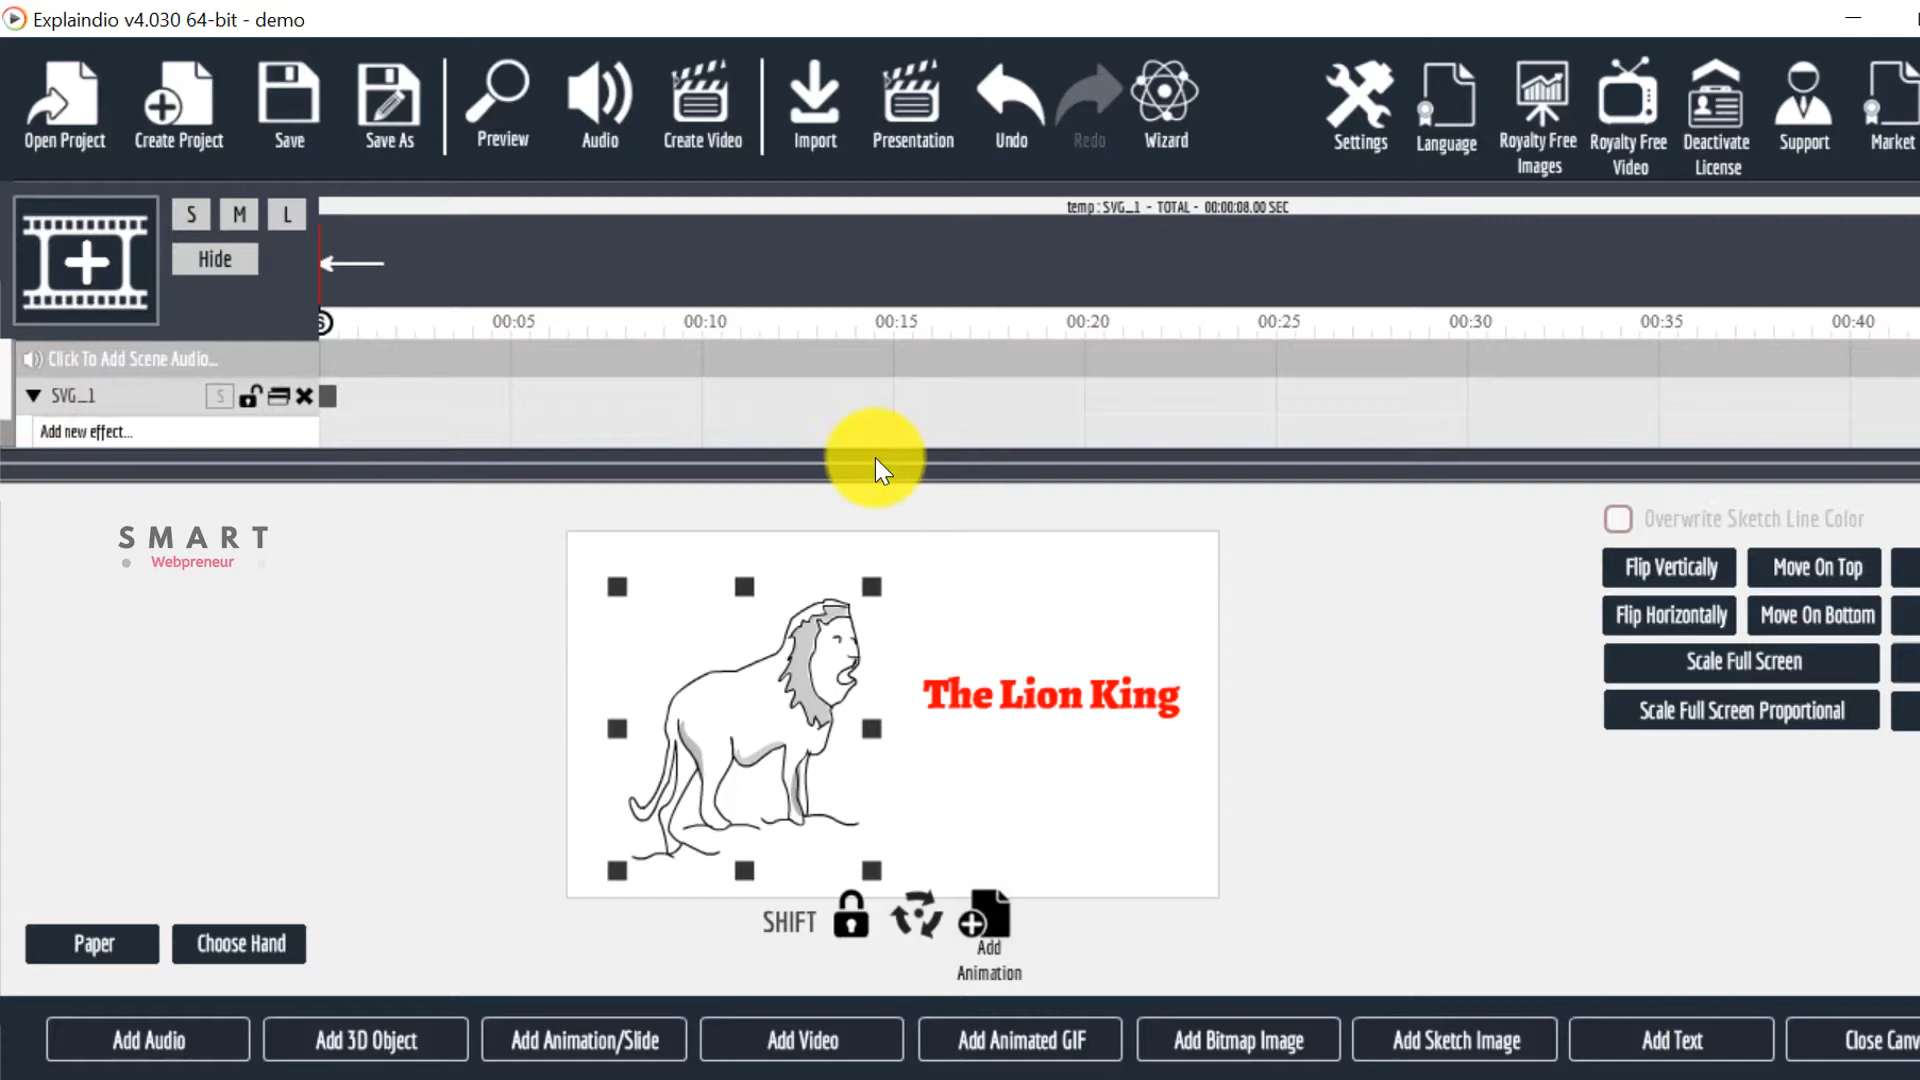 Explaindio v4.030 64-bit - demo
Open Project
Create Project
Save
Save As
Preview
Audio
Create Video
Import
Presentation
Undo
Redo
Wizard
Settings
Language
Royalty Free
Images
Royalty Free
Video
Deactivate
License
Support
Market
S M L
temp : SVG_1 - TOTAL - 00:00:08.00 SEC
Hide
00:05 00:10 00:15 00:20 00:25 00:30 00:35 00:40
Click To Add Scene Audio...
SVG_1
S
Add new effect...
SMART
Webpreneur
Overwrite Sketch Line Color
Flip Vertically
Move On Top
Flip Horizontally
Move On Bottom
Scale Full Screen
Scale Full Screen Proportional
The Lion King
SHIFT
Add
Animation
Paper
Choose Hand
Add Audio
Add 3D Object
Add Animation/Slide
Add Video
Add Animated GIF
Add Bitmap Image
Add Sketch Image
Add Text
Close Canv